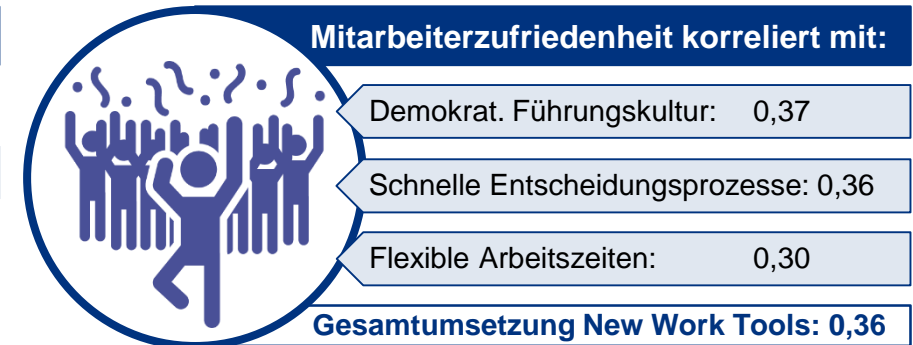 Mitarbeiterzufriedenheit korreliert mit:
Demokrat. Führungskultur: 0,37
Schnelle Entscheidungsprozesse: 0,36
Flexible Arbeitszeiten: 0,30
Gesamtumsetzung New Work Tools: 0,36